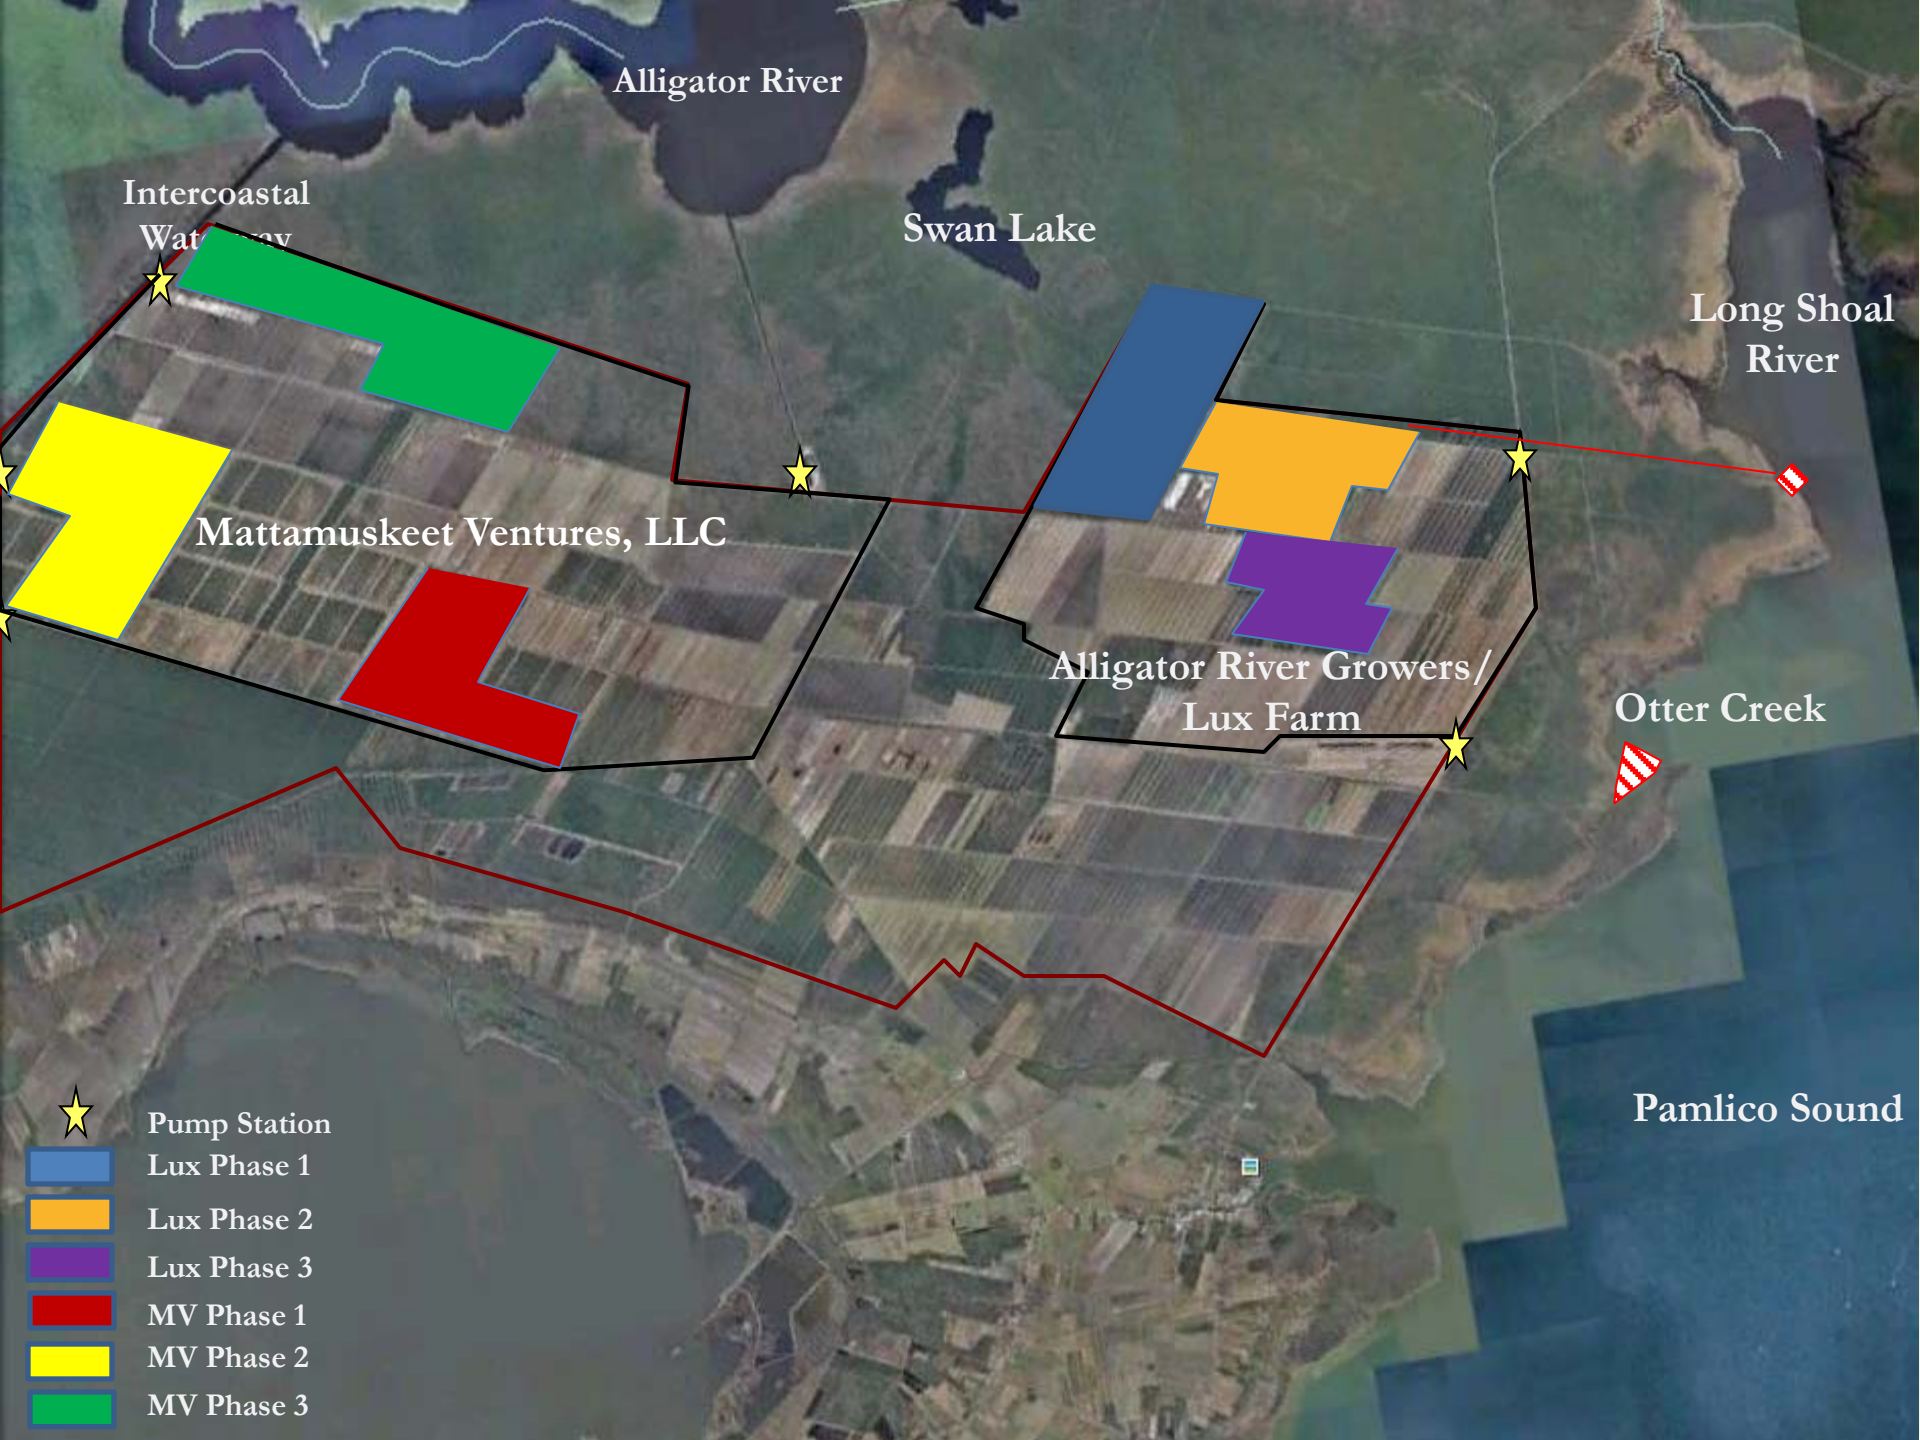 Alligator River
Intercoastal
Waterway
Swan Lake
Long Shoal
River
Mattamuskeet Ventures, LLC
Alligator River Growers/
Lux Farm
Otter Creek
Pamlico Sound
Pump Station
Lux Phase 1
Lux Phase 2
Lux Phase 3
MV Phase 1
MV Phase 2
MV Phase 3